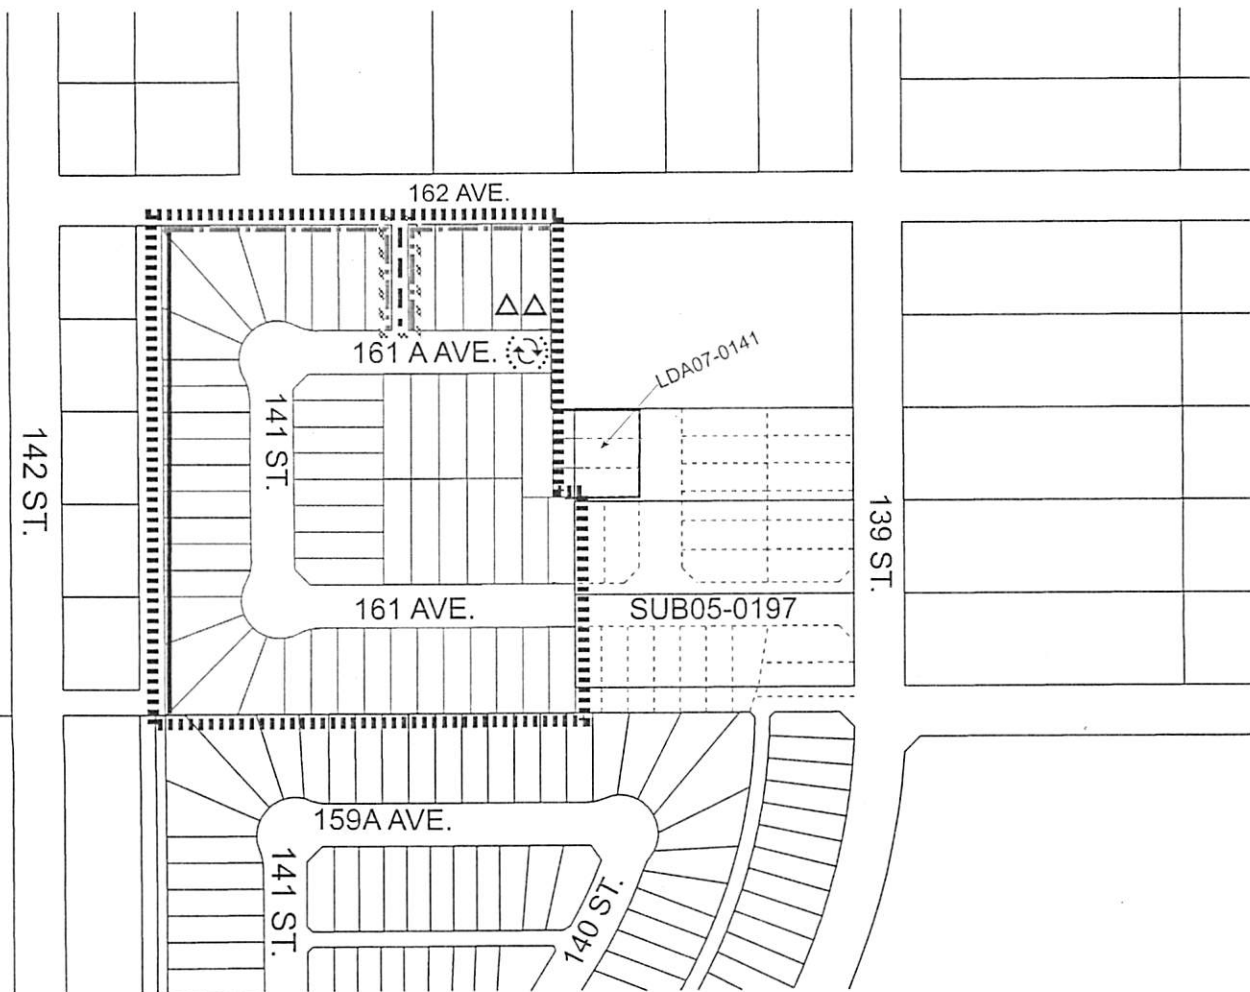 162 AVE.
161 A AVE.
LDA07-0141
141 ST.
142 ST.
139 ST.
161 AVE.
SUB05-0197
159A AVE.
141 ST.
140 ST.